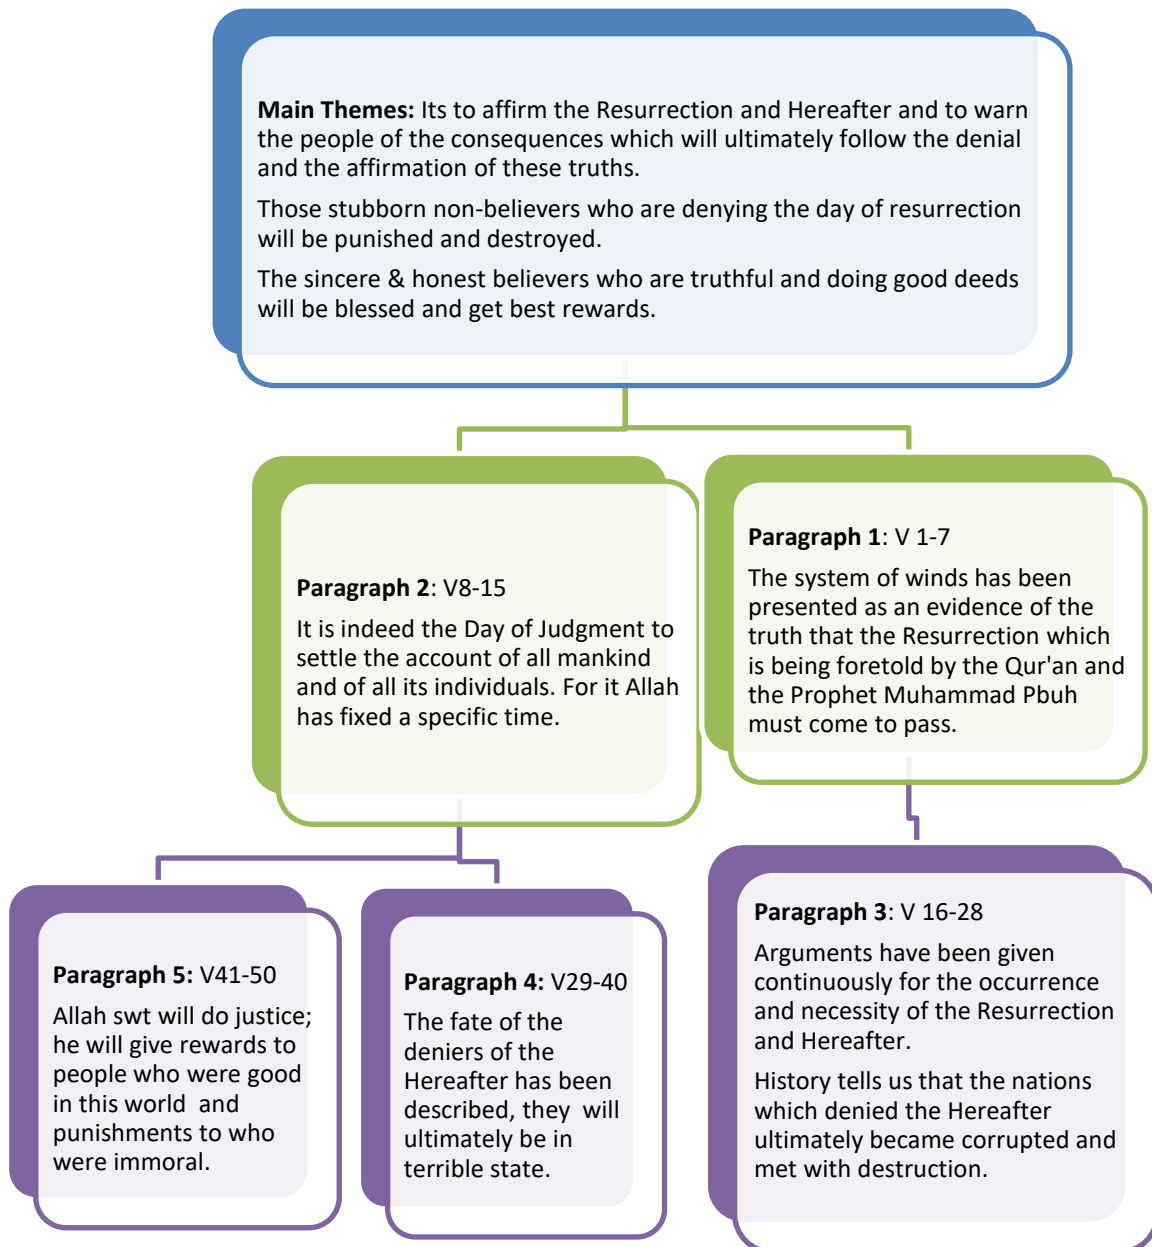 Main Themes: Its to affirm the Resurrection and Hereafter and to warn
the people of the consequences which will ultimately follow the denial
and the affirmation of these truths.
Those stubborn non-believers who are denying the day of resurrection
will be punished and destroyed.
The sincere & honest believers who are truthful and doing good deeds
will be blessed and get best rewards.
Paragraph 1: V 1-7
The system of winds has been
presented as an evidence of the
truth that the Resurrection which
is being foretold by the Qur'an and
the Prophet Muhammad Pbuh
must come to pass.
Paragraph 2: V8-15
It is indeed the Day of Judgment to
settle the account of all mankind
and of all its individuals. For it Allah
has fixed a specific time.
Paragraph 3: V 16-28
Arguments have been given
continuously for the occurrence
and necessity of the Resurrection
and Hereafter.
History tells us that the nations
which denied the Hereafter
ultimately became corrupted and
met with destruction.
Paragraph 4: V29-40
The fate of the
deniers of the
Hereafter has been
described, they will
ultimately be in
terrible state.
Paragraph 5: V41-50
Allah swt will do justice;
he will give rewards to
people who were good
in this world and
punishments to who
were immoral.